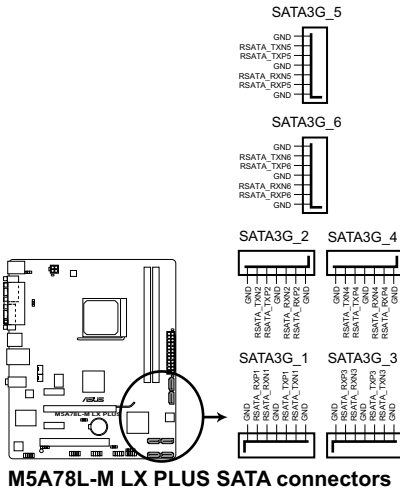 SATA3G_5
GND
RSATA_TXN5
RSATA_TXP5
GND
RSATA_RXN5
RSATA_RXP5
GND
SATA3G_6
GND
RSATA_TXN6
RSATA_TXP6
GND
RSATA_RXN6
RSATA_RXP6
GND
SATA3G_2
GND
RSATA_TXN2
RSATA_TXP2
GND
RSATA_RXN2
RSATA_RXP2
GND
SATA3G_4
GND
RSATA_TXN4
RSATA_TXP4
GND
RSATA_RXN4
RSATA_RXP4
GND
SATA3G_1
GND
RSATA_RXP1
RSATA_RXN1
GND
RSATA_TXP1
RSATA_TXN1
GND
SATA3G_3
GND
RSATA_RXP3
RSATA_RXN3
GND
RSATA_TXP3
RSATA_TXN3
GND
ASUS
M5A78L-M LX PLUS
M5A78L-M LX PLUS SATA connectors